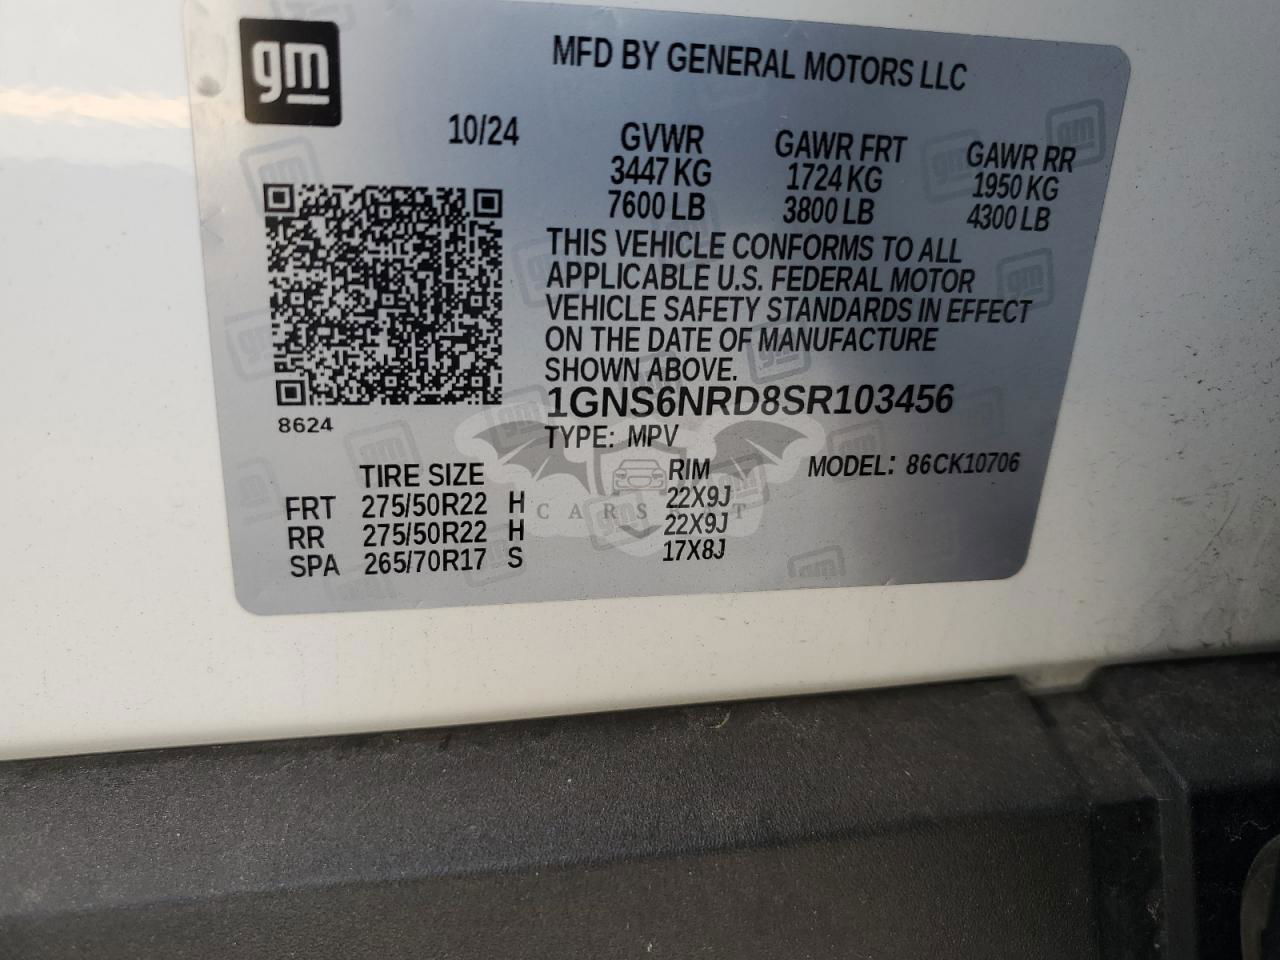 gm
MFD BY GENERAL MOTORS LLC
10/24
GVWR GAWR FRT GAWR RR
3447 KG 1724 KG 1950 KG
7600 LB 3800 LB 4300 LB
THIS VEHICLE CONFORMS TO ALL
APPLICABLE U.S. FEDERAL MOTOR
VEHICLE SAFETY STANDARDS IN EFFECT
ON THE DATE OF MANUFACTURE
SHOWN ABOVE.
1GNS6NRD8SR103456
8624
TYPE: MPV
MODEL: 86CK10706
TIRE SIZE RIM
FRT 275/50R22 H 22X9J
RR 275/50R22 H 22X9J
SPA 265/70R17 S 17X8J